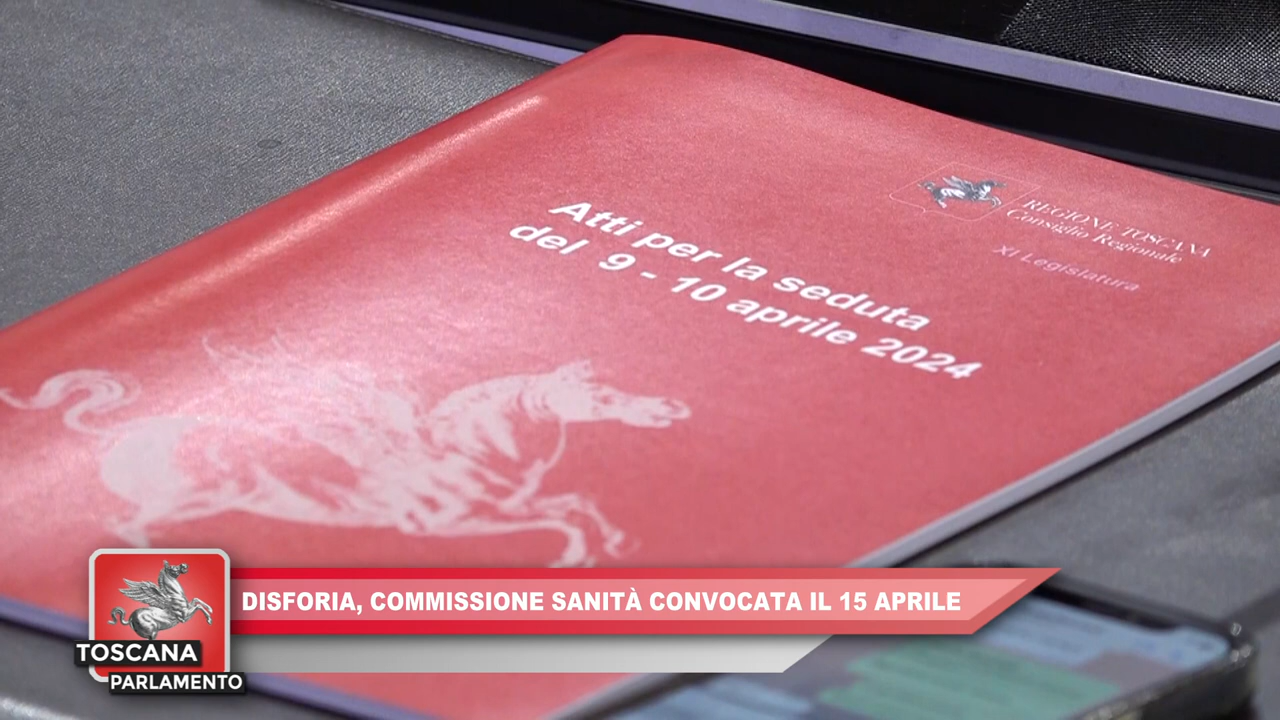 REGIONE TOSCANA
Consiglio Regionale
XI Legislatura
Atti per la seduta
del 9 - 10 aprile 2024
DISFORIA, COMMISSIONE SANITÀ CONVOCATA IL 15 APRILE
TOSCANA
PARLAMENTO